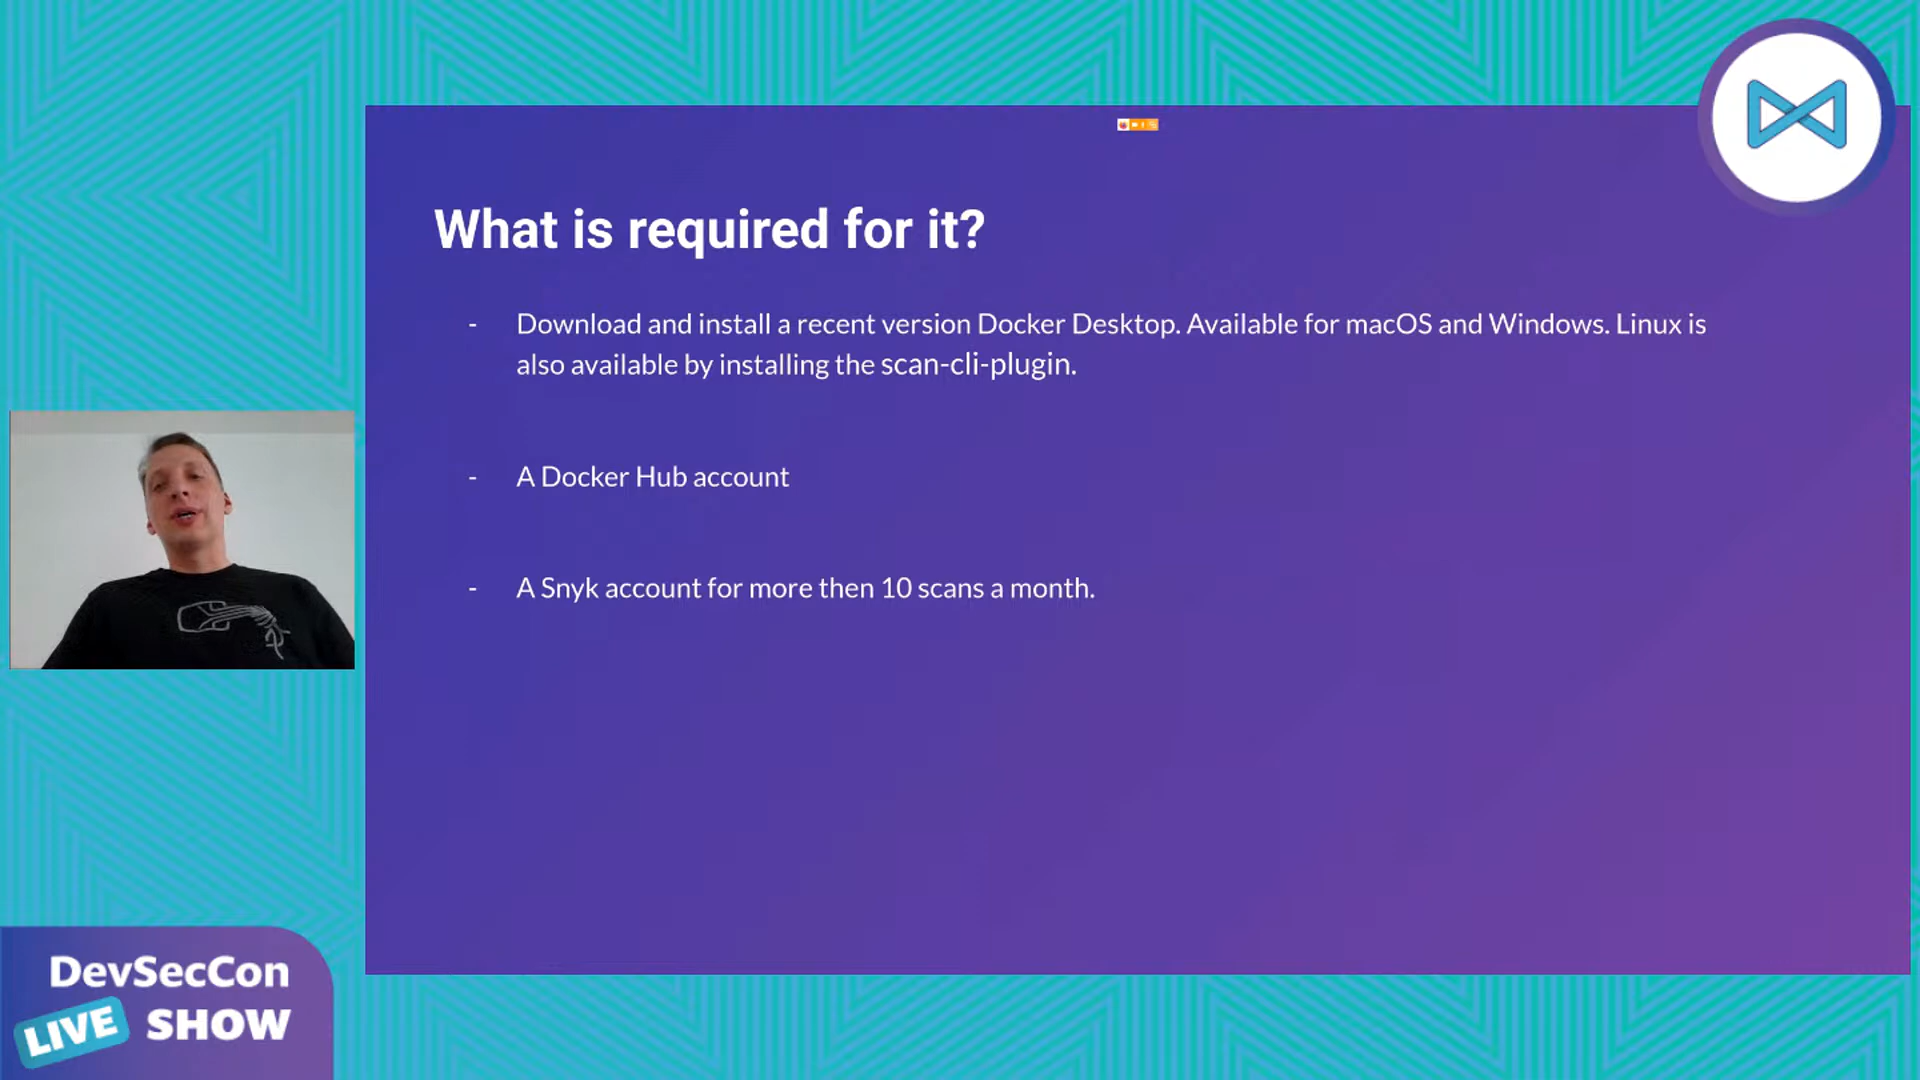 What is required for it?
- Download and install a recent version Docker Desktop. Available for macOS and Windows. Linux is
also available by installing the scan-cli-plugin.
- A Docker Hub account
- A Snyk account for more then 10 scans a month.
DevSecCon
LIVE SHOW